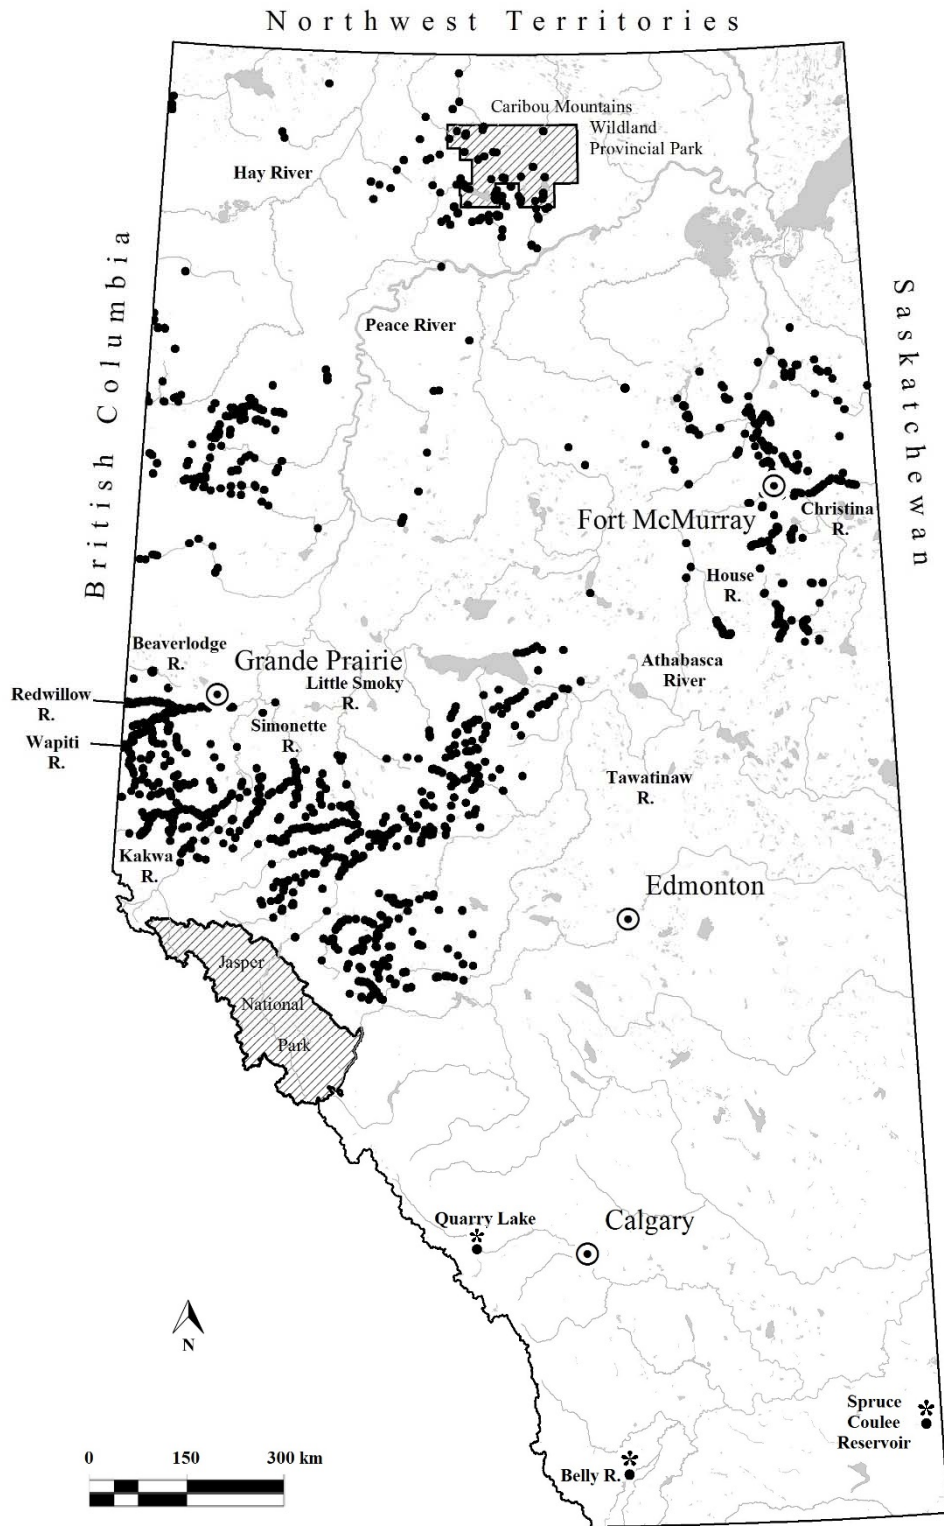 Northwest Territories
Caribou Mountains
Wildland
Provincial Park
Hay River
British Columbia
Saskatchewan
Peace River
Fort McMurray
Christina
R.
House
R.
Beaverlodge
R.
Grande Prairie
Little Smoky
R.
Athabasca
River
Redwillow
R.
Simonette
R.
Wapiti
R.
Tawatinaw
R.
Kakwa
R.
Edmonton
Jasper
National
Park
Quarry Lake
*
Calgary
N
Spruce
Coulee
Reservoir
*
*
Belly R.
0 150 300 km